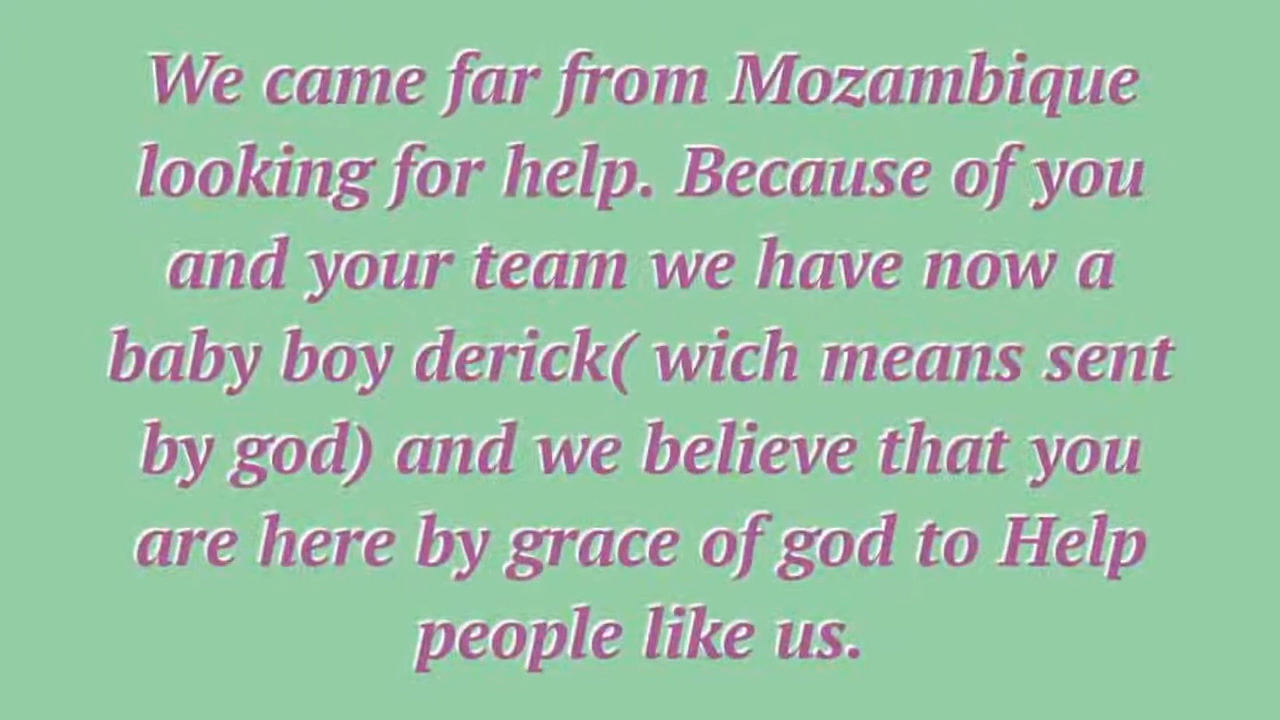 We came far from Mozambique
looking for help. Because of you
and your team we have now a
baby boy derick( wich means sent
by god) and we believe that you
are here by grace of god to Help
people like us.